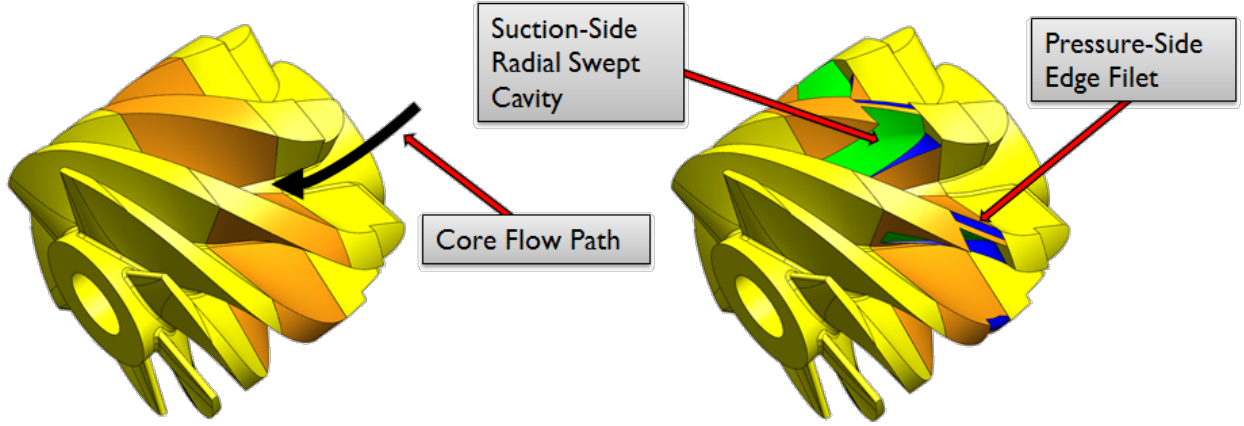 Suction-Side
Radial Swept
Cavity
Pressure-Side
Edge Filet
Core Flow Path